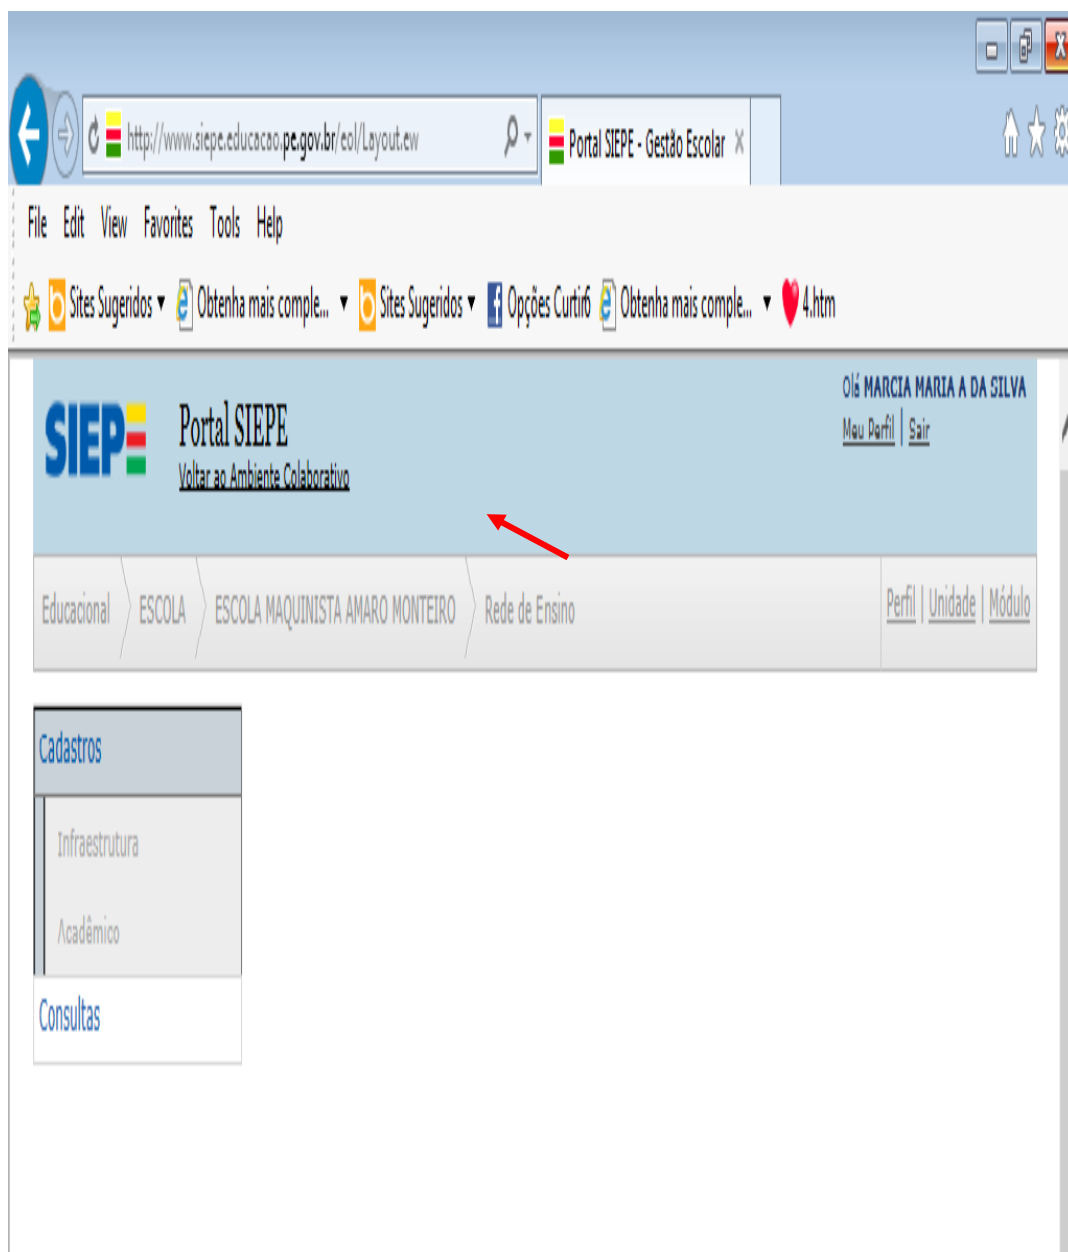 http://www.siepe.educacao.pe.gov.br/eol/Layout.ew
Portal SIEPE - Gestão Escolar
File Edit View Favorites Tools Help
Sites Sugeridos Obtenha mais comple... Sites Sugeridos Opções Curtir6 Obtenha mais comple... 4.htm
Olá MARCIA MARIA A DA SILVA
Meu Perfil | Sair
SIEPE
Portal SIEPE
Voltar ao Ambiente Colaborativo
Educacional ESCOLA ESCOLA MAQUINISTA AMARO MONTEIRO Rede de Ensino Perfil | Unidade | Módulo
Cadastros
Infraestrutura
Acadêmico
Consultas